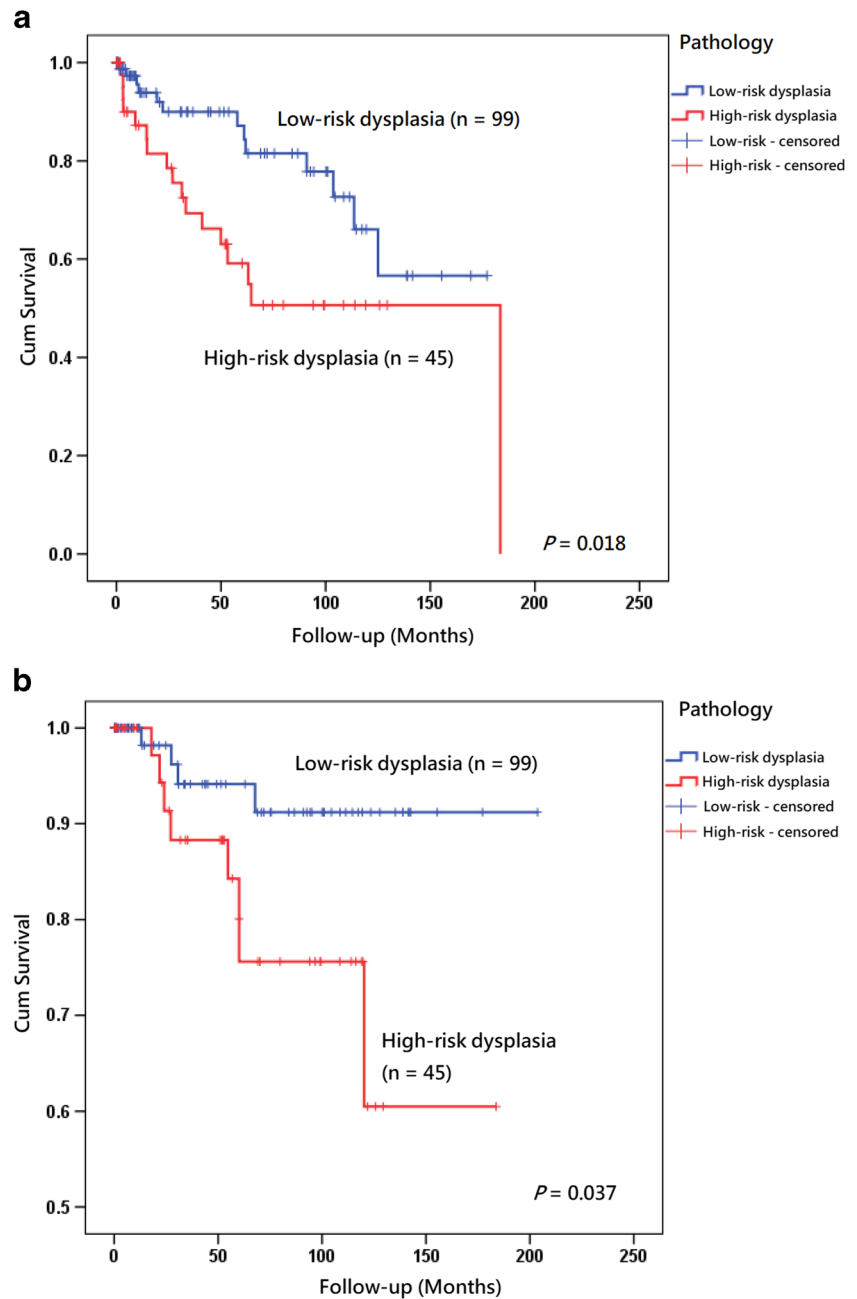 a
Pathology
Low-risk dysplasia
High-risk dysplasia
Low-risk - censored
High-risk - censored
1.0
0.8
0.6
0.4
0.2
0.0
Cum Survival
Low-risk dysplasia (n = 99)
High-risk dysplasia (n = 45)
P = 0.018
0 50 100 150 200 250
Follow-up (Months)
b
Pathology
Low-risk dysplasia
High-risk dysplasia
Low-risk - censored
High-risk - censored
1.0
0.9
0.8
0.7
0.6
0.5
Cum Survival
Low-risk dysplasia (n = 99)
High-risk dysplasia
(n = 45)
P = 0.037
0 50 100 150 200 250
Follow-up (Months)